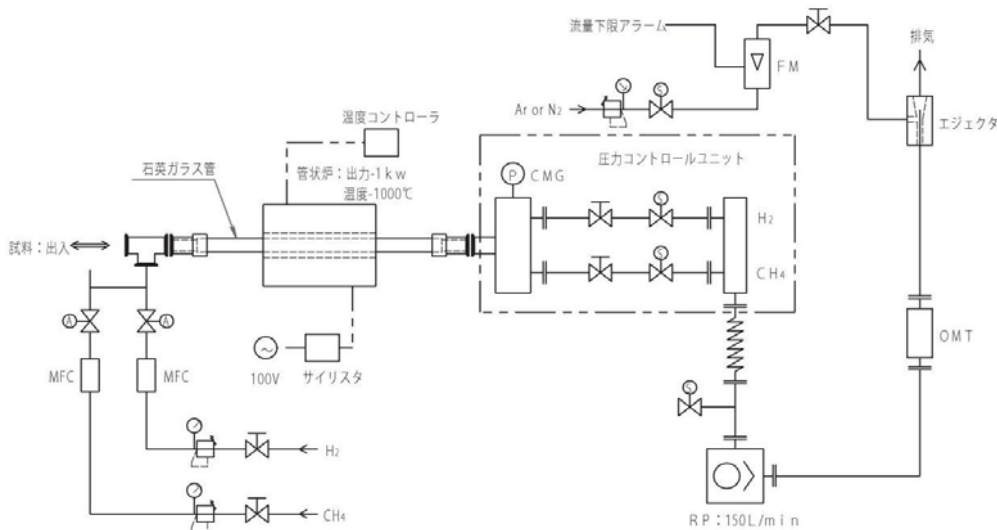 流量下限アラーム
FM
排気
Ar or N₂
S
エジェクタ
温度コントローラ
圧力コントロールユニット
石英ガラス管
管状炉：出力-1kw
温度-1000℃
P
CMG
S
H₂
試料：出入
S
CH₄
A
A
OMT
MFC
MFC
100V
サイリスタ
S
H₂
CH₄
RP：150L/min